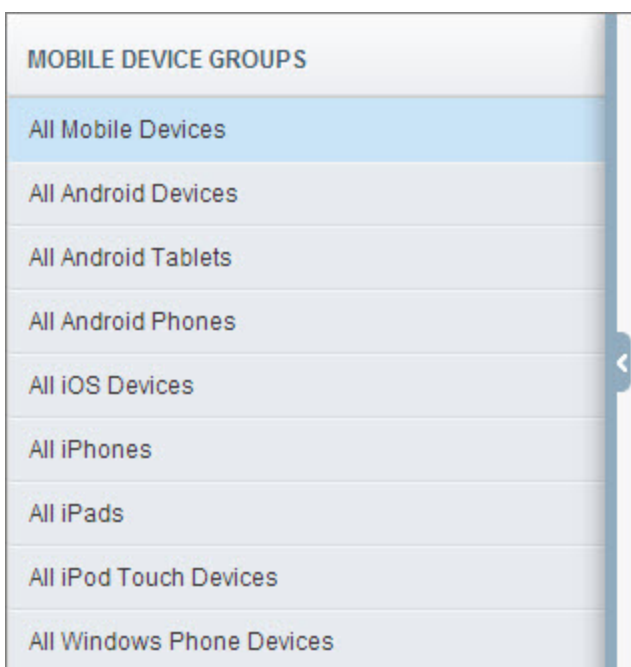 MOBILE DEVICE GROUPS
All Mobile Devices
All Android Devices
All Android Tablets
All Android Phones
All iOS Devices
All iPhones
All iPads
All iPod Touch Devices
All Windows Phone Devices